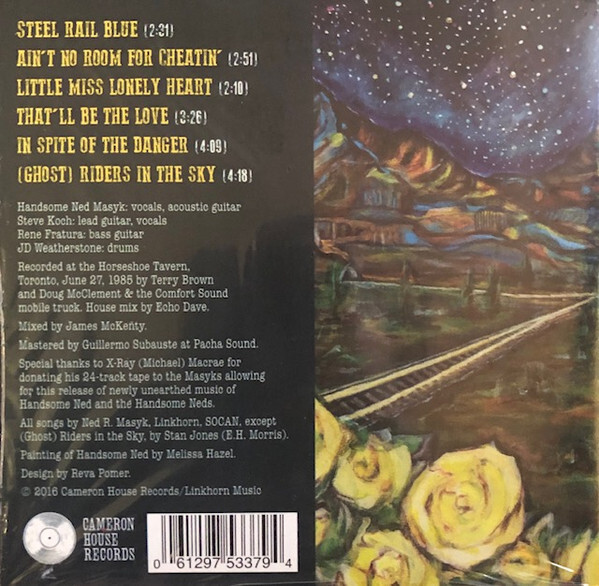 STEEL RAIL BLUE (2:31)
AIN'T NO ROOM FOR CHEATIN' (2:51)
LITTLE MISS LONELY HEART (2:10)
THAT'LL BE THE LOVE (3:26)
IN SPITE OF THE DANGER (4:09)
(GHOST) RIDERS IN THE SKY (4:18)
Handsome Ned Masyk: vocals, acoustic guitar
Steve Koch: lead guitar, vocals
Rene Fratura: bass guitar
JD Weatherstone: drums
Recorded at the Horseshoe Tavern,
Toronto, June 27, 1985 by Terry Brown
and Doug McClement & the Comfort Sound
mobile truck. House mix by Echo Dave.
Mixed by James McKenty.
Mastered by Guillermo Subauste at Pacha Sound.
Special thanks to X-Ray (Michael) Macrae for
donating his 24-track tape to the Masyks allowing
for this release of newly unearthed music of
Handsome Ned and the Handsome Neds.
All songs by Ned R. Masyk, Linkhorn, SOCAN, except
(Ghost) Riders in the Sky, by Stan Jones (E.H. Morris).
Painting of Handsome Ned by Melissa Hazel.
Design by Reva Pomer.
© 2016 Cameron House Records/Linkhorn Music
CAMERON
HOUSE
RECORDS
0 61297 53379 4